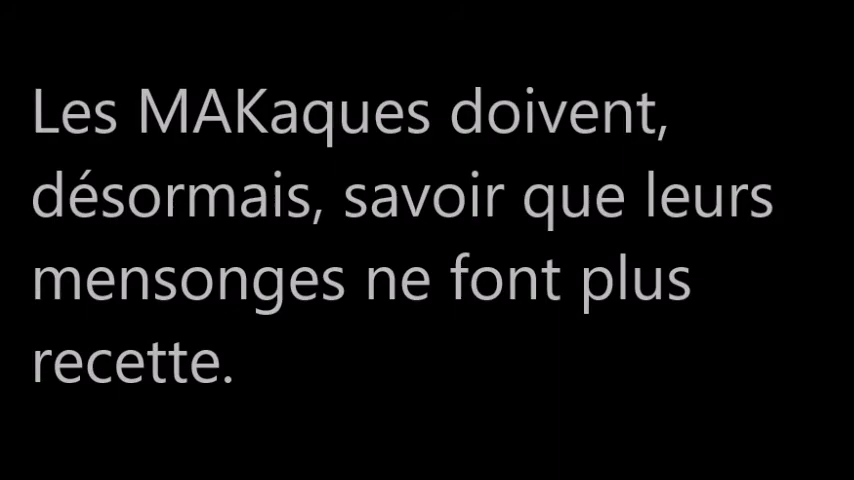 Les MAKaques doivent,
désormais, savoir que leurs
mensonges ne font plus
recette.